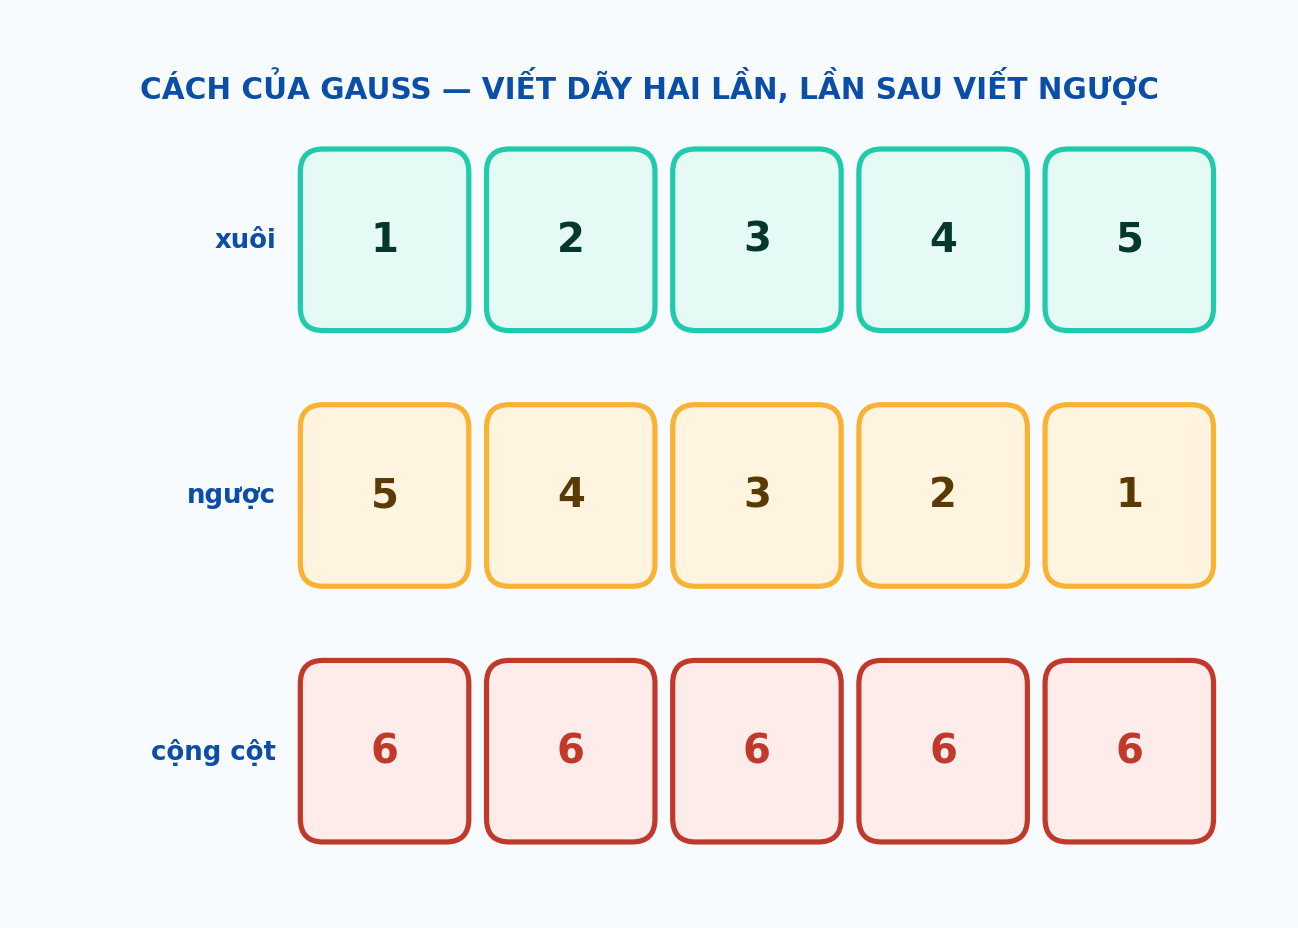 CÁCH CỦA GAUSS — VIẾT DÃY HAI LẦN, LẦN SAU VIẾT NGƯỢC
xuôi 1 2 3 4 5
ngược 5 4 3 2 1
cộng cột 6 6 6 6 6